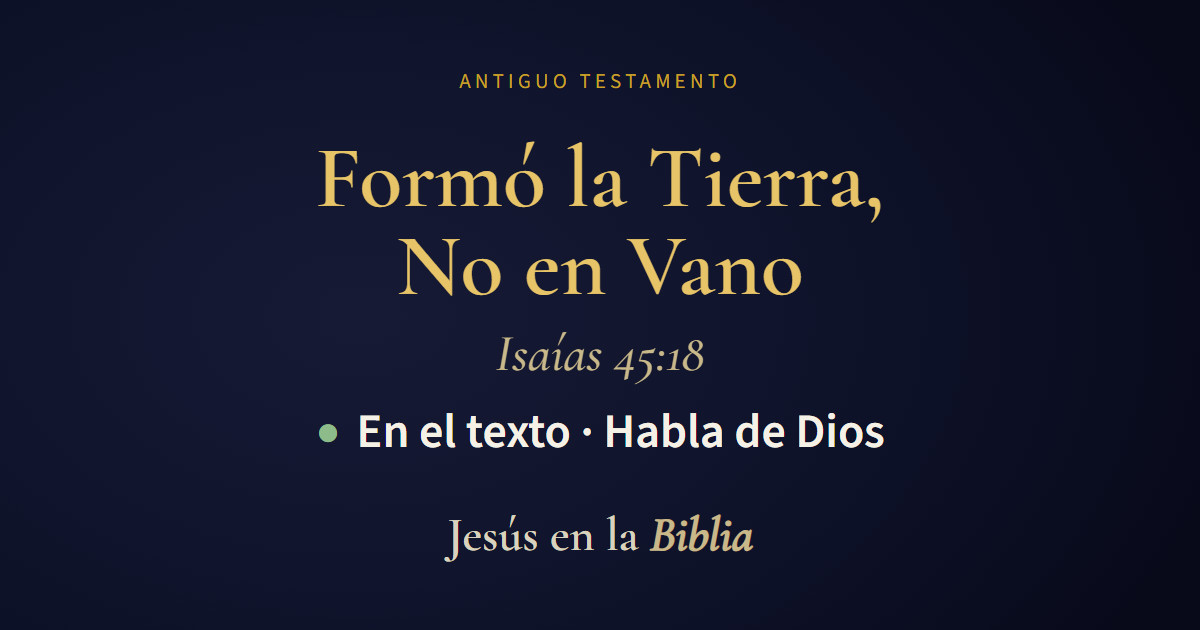 ANTIGUO TESTAMENTO
Formó la Tierra,
No en Vano
Isaías 45:18
En el texto · Habla de Dios
Jesús en la Biblia